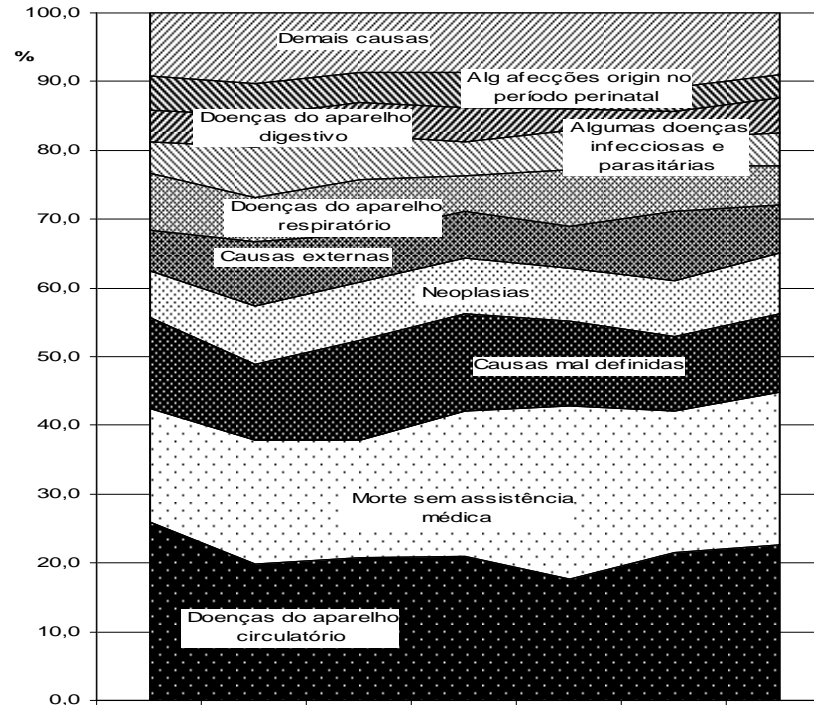 100,0
%
90,0
80,0
70,0
60,0
50,0
40,0
30,0
20,0
10,0
0,0
Demais causas
Alg afecções origin no
período perinatal
Doenças do aparelho
digestivo
Algumas doenças
infecciosas e
parasitárias
Doenças do aparelho
respiratório
Causas externas
Neoplasias
Causas mal definidas
Morte sem assistência
médica
Doenças do aparelho
circulatório